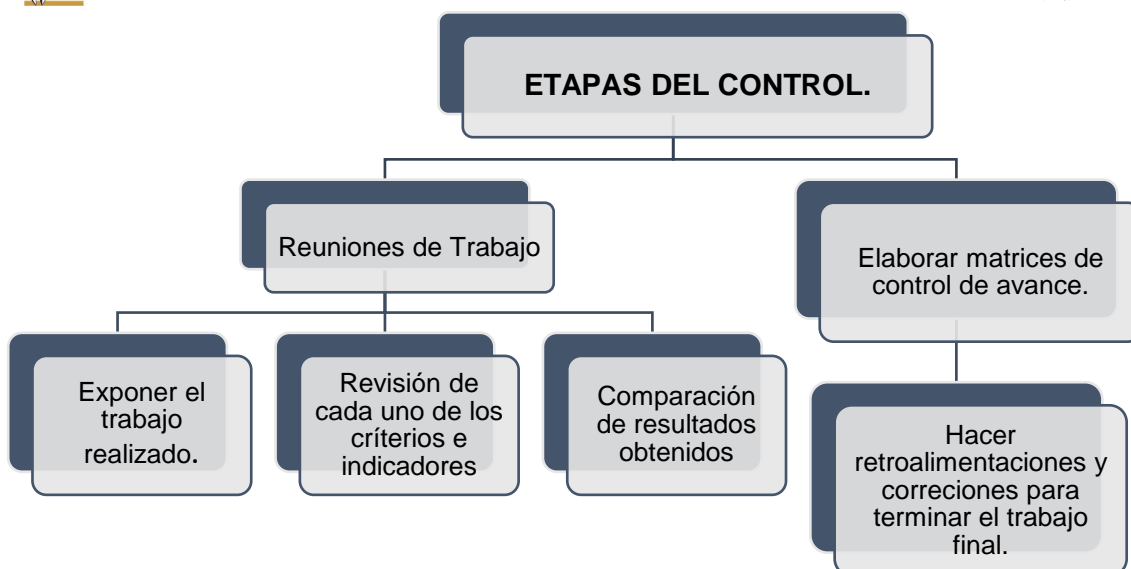 ETAPAS DEL CONTROL.
Reuniones de Trabajo
Elaborar matrices de
control de avance.
Exponer el
trabajo
realizado.
Revisión de
cada uno de los
críterios e
indicadores
Comparación
de resultados
obtenidos
Hacer
retroalimentaciones y
correciones para
terminar el trabajo
final.